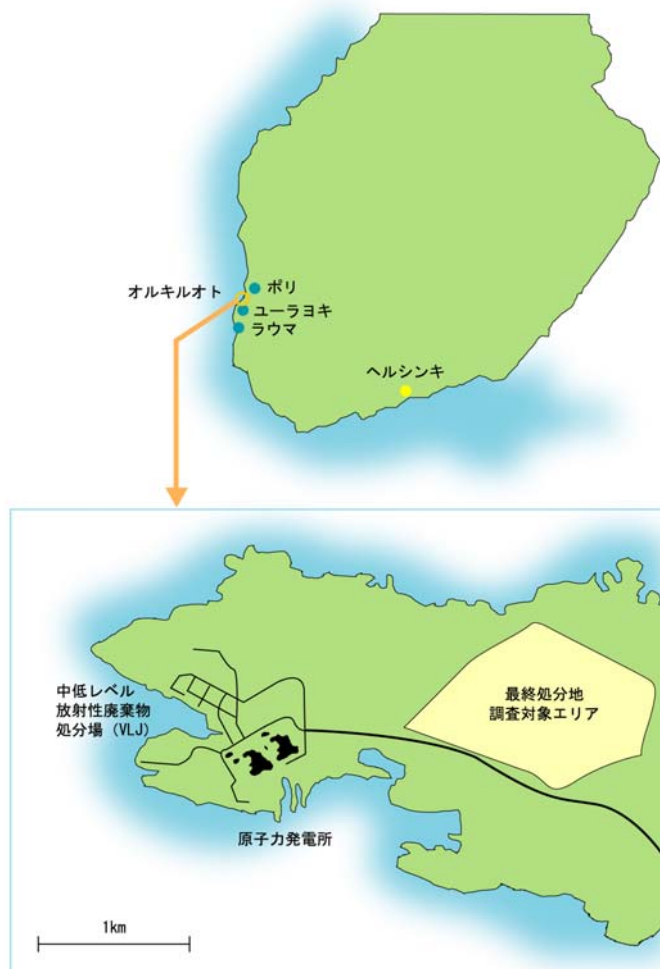 ポリ
オルキルオト
ユーラヨキ
ラウマ
ヘルシンキ
中低レベル
放射性廃棄物
処分場（VLJ）
最終処分地
調査対象エリア
原子力発電所
1km